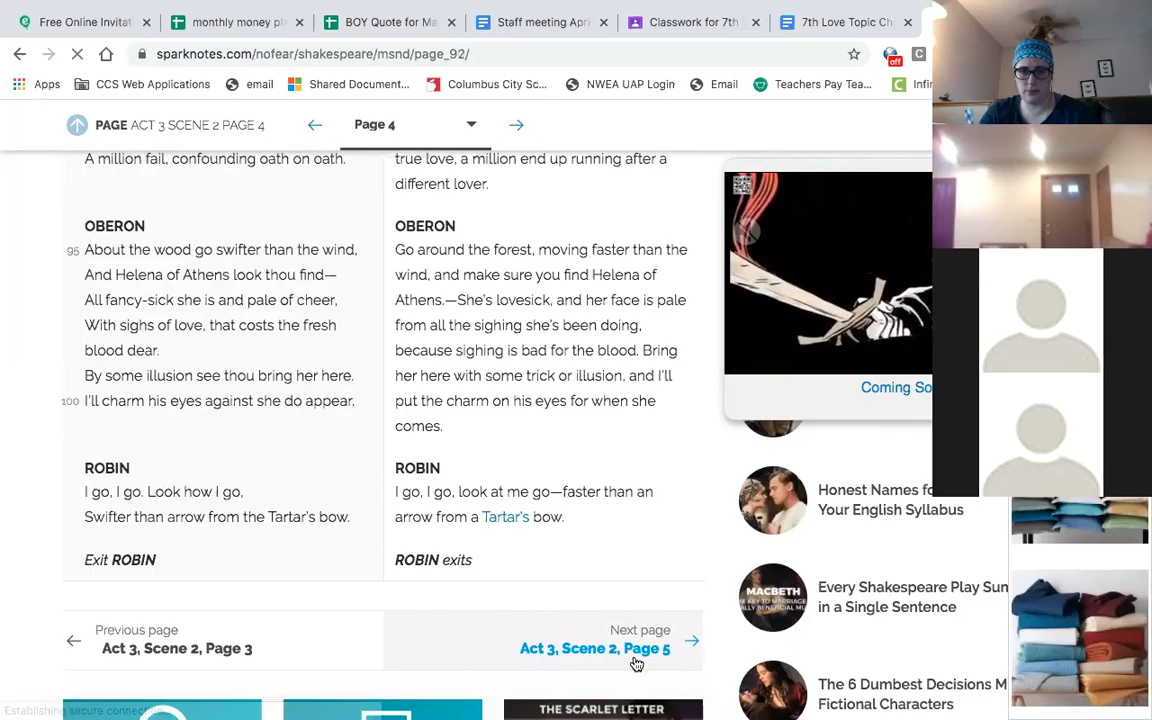 Free Online Invitat
monthly money pl
BOY Quote for Ma
Staff meeting Apri
Classwork for 7th
7th Love Topic Ch
sparknotes.com/nofear/shakespeare/msnd/page_92/
off
Apps
CCS Web Applications
email
Shared Document...
Columbus City Sc...
NWEA UAP Login
Email
Teachers Pay Tea...
Infin
PAGE ACT 3 SCENE 2 PAGE 4
Page 4
A million fail, confounding oath on oath.
OBERON
95 About the wood go swifter than the wind,
And Helena of Athens look thou find—
All fancy-sick she is and pale of cheer,
With sighs of love, that costs the fresh
blood dear.
By some illusion see thou bring her here.
100 I'll charm his eyes against she do appear.
ROBIN
I go, I go. Look how I go,
Swifter than arrow from the Tartar's bow.
Exit ROBIN
true love, a million end up running after a
different lover.
OBERON
Go around the forest, moving faster than the
wind, and make sure you find Helena of
Athens.—She's lovesick, and her face is pale
from all the sighing she's been doing,
because sighing is bad for the blood. Bring
her here with some trick or illusion, and I'll
put the charm on his eyes for when she
comes.
ROBIN
I go, I go, look at me go—faster than an
arrow from a Tartar's bow.
ROBIN exits
Previous page
Act 3, Scene 2, Page 3
Next page
Act 3, Scene 2, Page 5
Coming So
Honest Names fo
Your English Syllabus
MACBETH
Every Shakespeare Play Sum
in a Single Sentence
The 6 Dumbest Decisions M
Fictional Characters
THE SCARLET LETTER
Establishing secure connection...